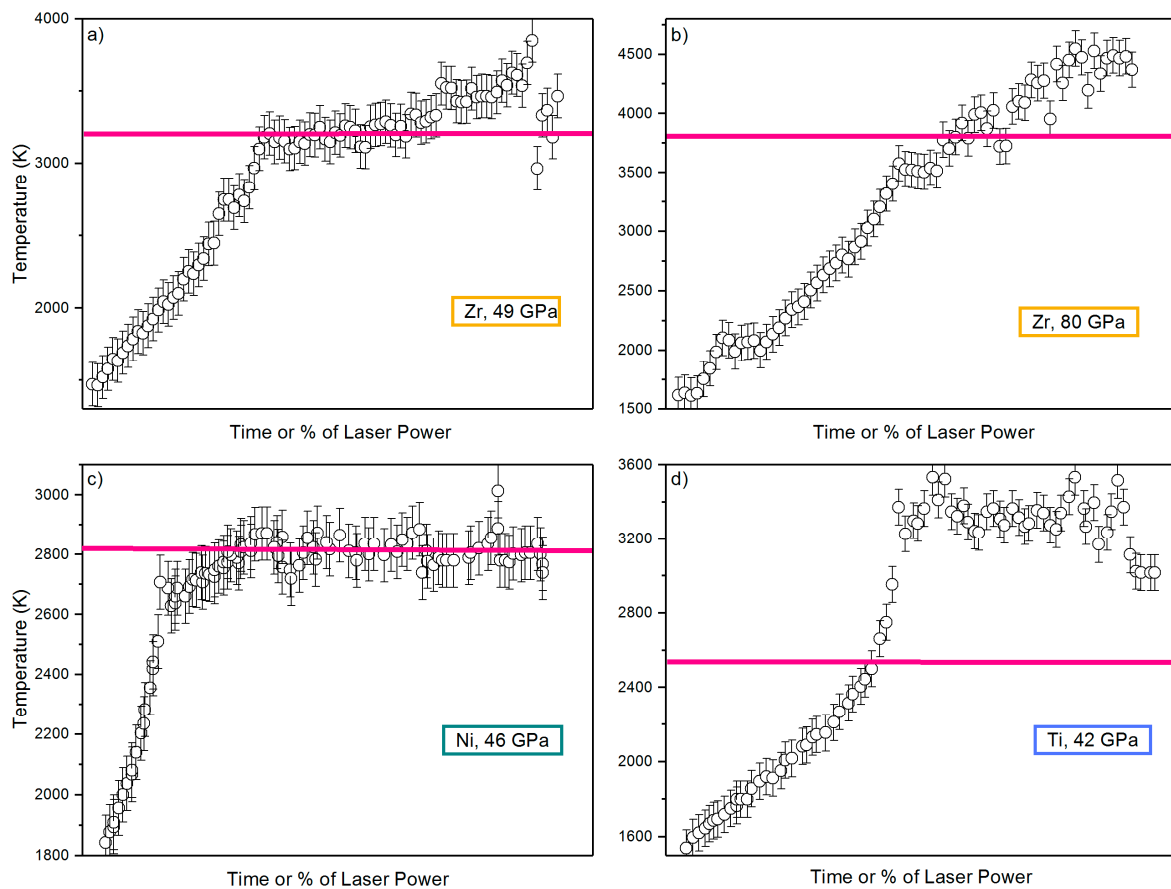 a)
4000
3000
2000
Temperature (K)
Zr, 49 GPa
Time or % of Laser Power
b)
4500
4000
3500
3000
2500
2000
1500
Zr, 80 GPa
Time or % of Laser Power
c)
3000
2800
2600
2400
2200
2000
1800
Temperature (K)
Ni, 46 GPa
Time or % of Laser Power
d)
3600
3200
2800
2400
2000
1600
Ti, 42 GPa
Time or % of Laser Power